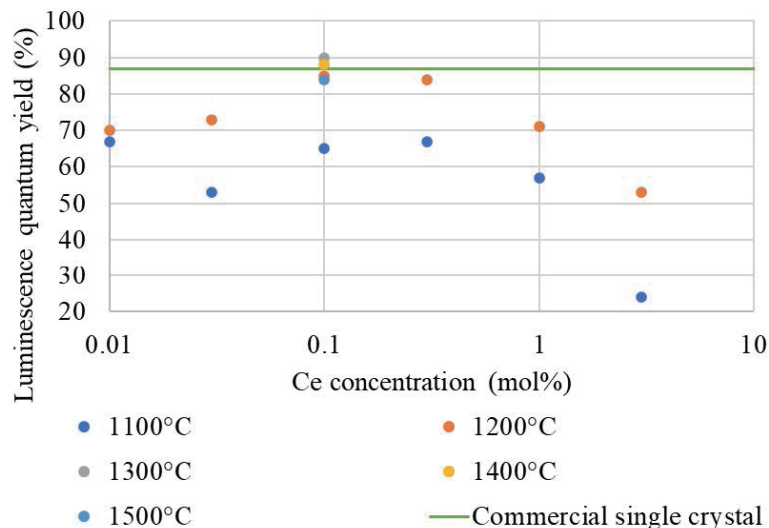 Luminescence quantum yield (%)
100
90
80
70
60
50
40
30
20
0.01 0.1 1 10
Ce concentration (mol%)
1100°C 1200°C
1300°C 1400°C
1500°C Commercial single crystal